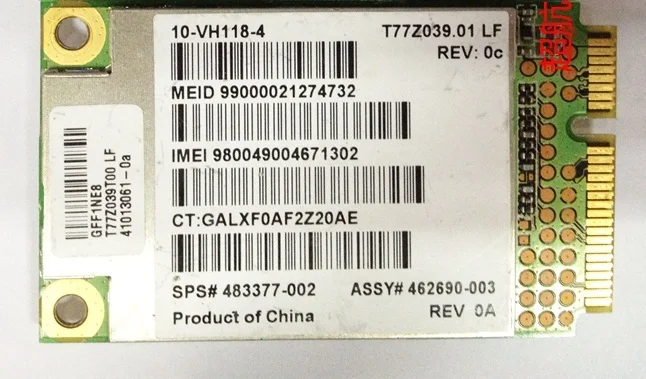 10-VH118-4 T77Z039.01 LF
REV: 0c
MEID 99000021274732
IMEI 980049004671302
CT:GALXF0AF2Z20AE
SPS# 483377-002 ASSY# 462690-003
Product of China REV 0A
GFF1NE8
T77Z039T00 LF
41013061-0a